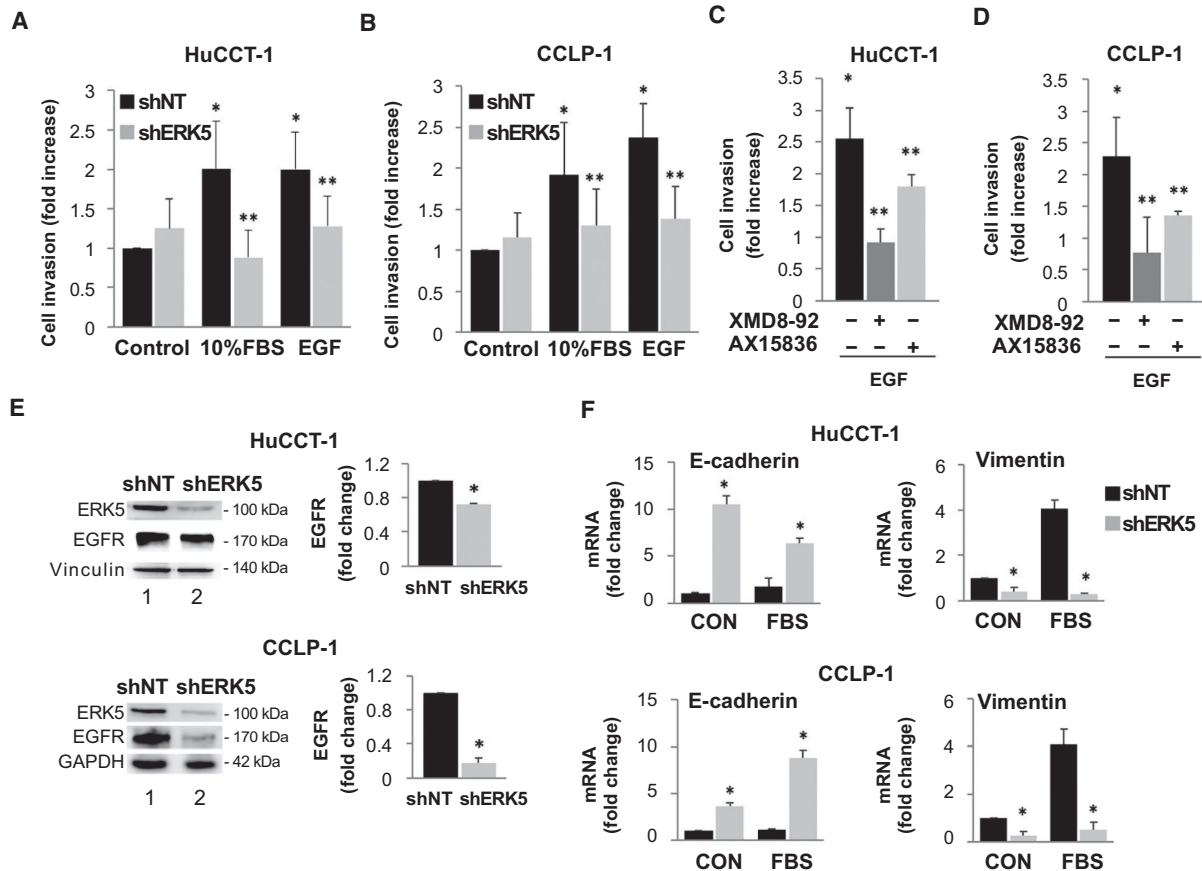 A
HuCCT-1
Cell invasion (fold increase)
3
2.5
2
1.5
1
0.5
0
shNT
shERK5
*
**
*
**
Control 10%FBS EGF
B
CCLP-1
Cell invasion (fold increase)
3
2.5
2
1.5
1
0.5
0
shNT
shERK5
*
**
*
**
Control 10%FBS EGF
C
HuCCT-1
Cell invasion
(fold increase)
3.5
3
2.5
2
1.5
1
0.5
0
*
**
**
XMD8-92 – + –
AX15836 – – +
EGF
D
CCLP-1
Cell invasion
(fold increase)
3.5
3
2.5
2
1.5
1
0.5
0
*
**
**
XMD8-92 – + –
AX15836 – – +
EGF
E
HuCCT-1
shNT shERK5
ERK5 - 100 kDa
EGFR - 170 kDa
Vinculin - 140 kDa
1 2
EGFR
(fold change)
1.2
0.8
0.4
0
*
shNT shERK5
CCLP-1
shNT shERK5
ERK5 - 100 kDa
EGFR - 170 kDa
GAPDH - 42 kDa
1 2
EGFR
(fold change)
1.2
0.8
0.4
0
*
shNT shERK5
F
HuCCT-1
E-cadherin
mRNA
(fold change)
15
10
5
0
*
*
CON FBS
Vimentin
mRNA
(fold change)
6
4
2
0
*
*
CON FBS
shNT
shERK5
CCLP-1
E-cadherin
mRNA
(fold change)
15
10
5
0
*
*
CON FBS
Vimentin
mRNA
(fold change)
6
4
2
0
*
*
CON FBS